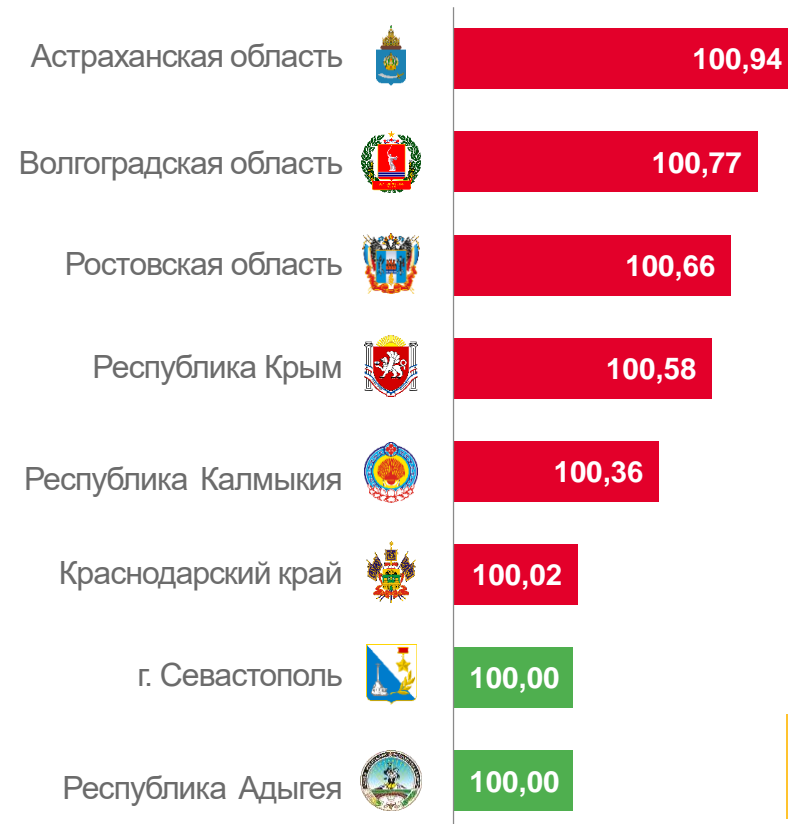 Астраханская область 100,94
Волгоградская область 100,77
Ростовская область 100,66
Республика Крым 100,58
Республика Калмыкия 100,36
Краснодарский край 100,02
г. Севастополь 100,00
Республика Адыгея 100,00